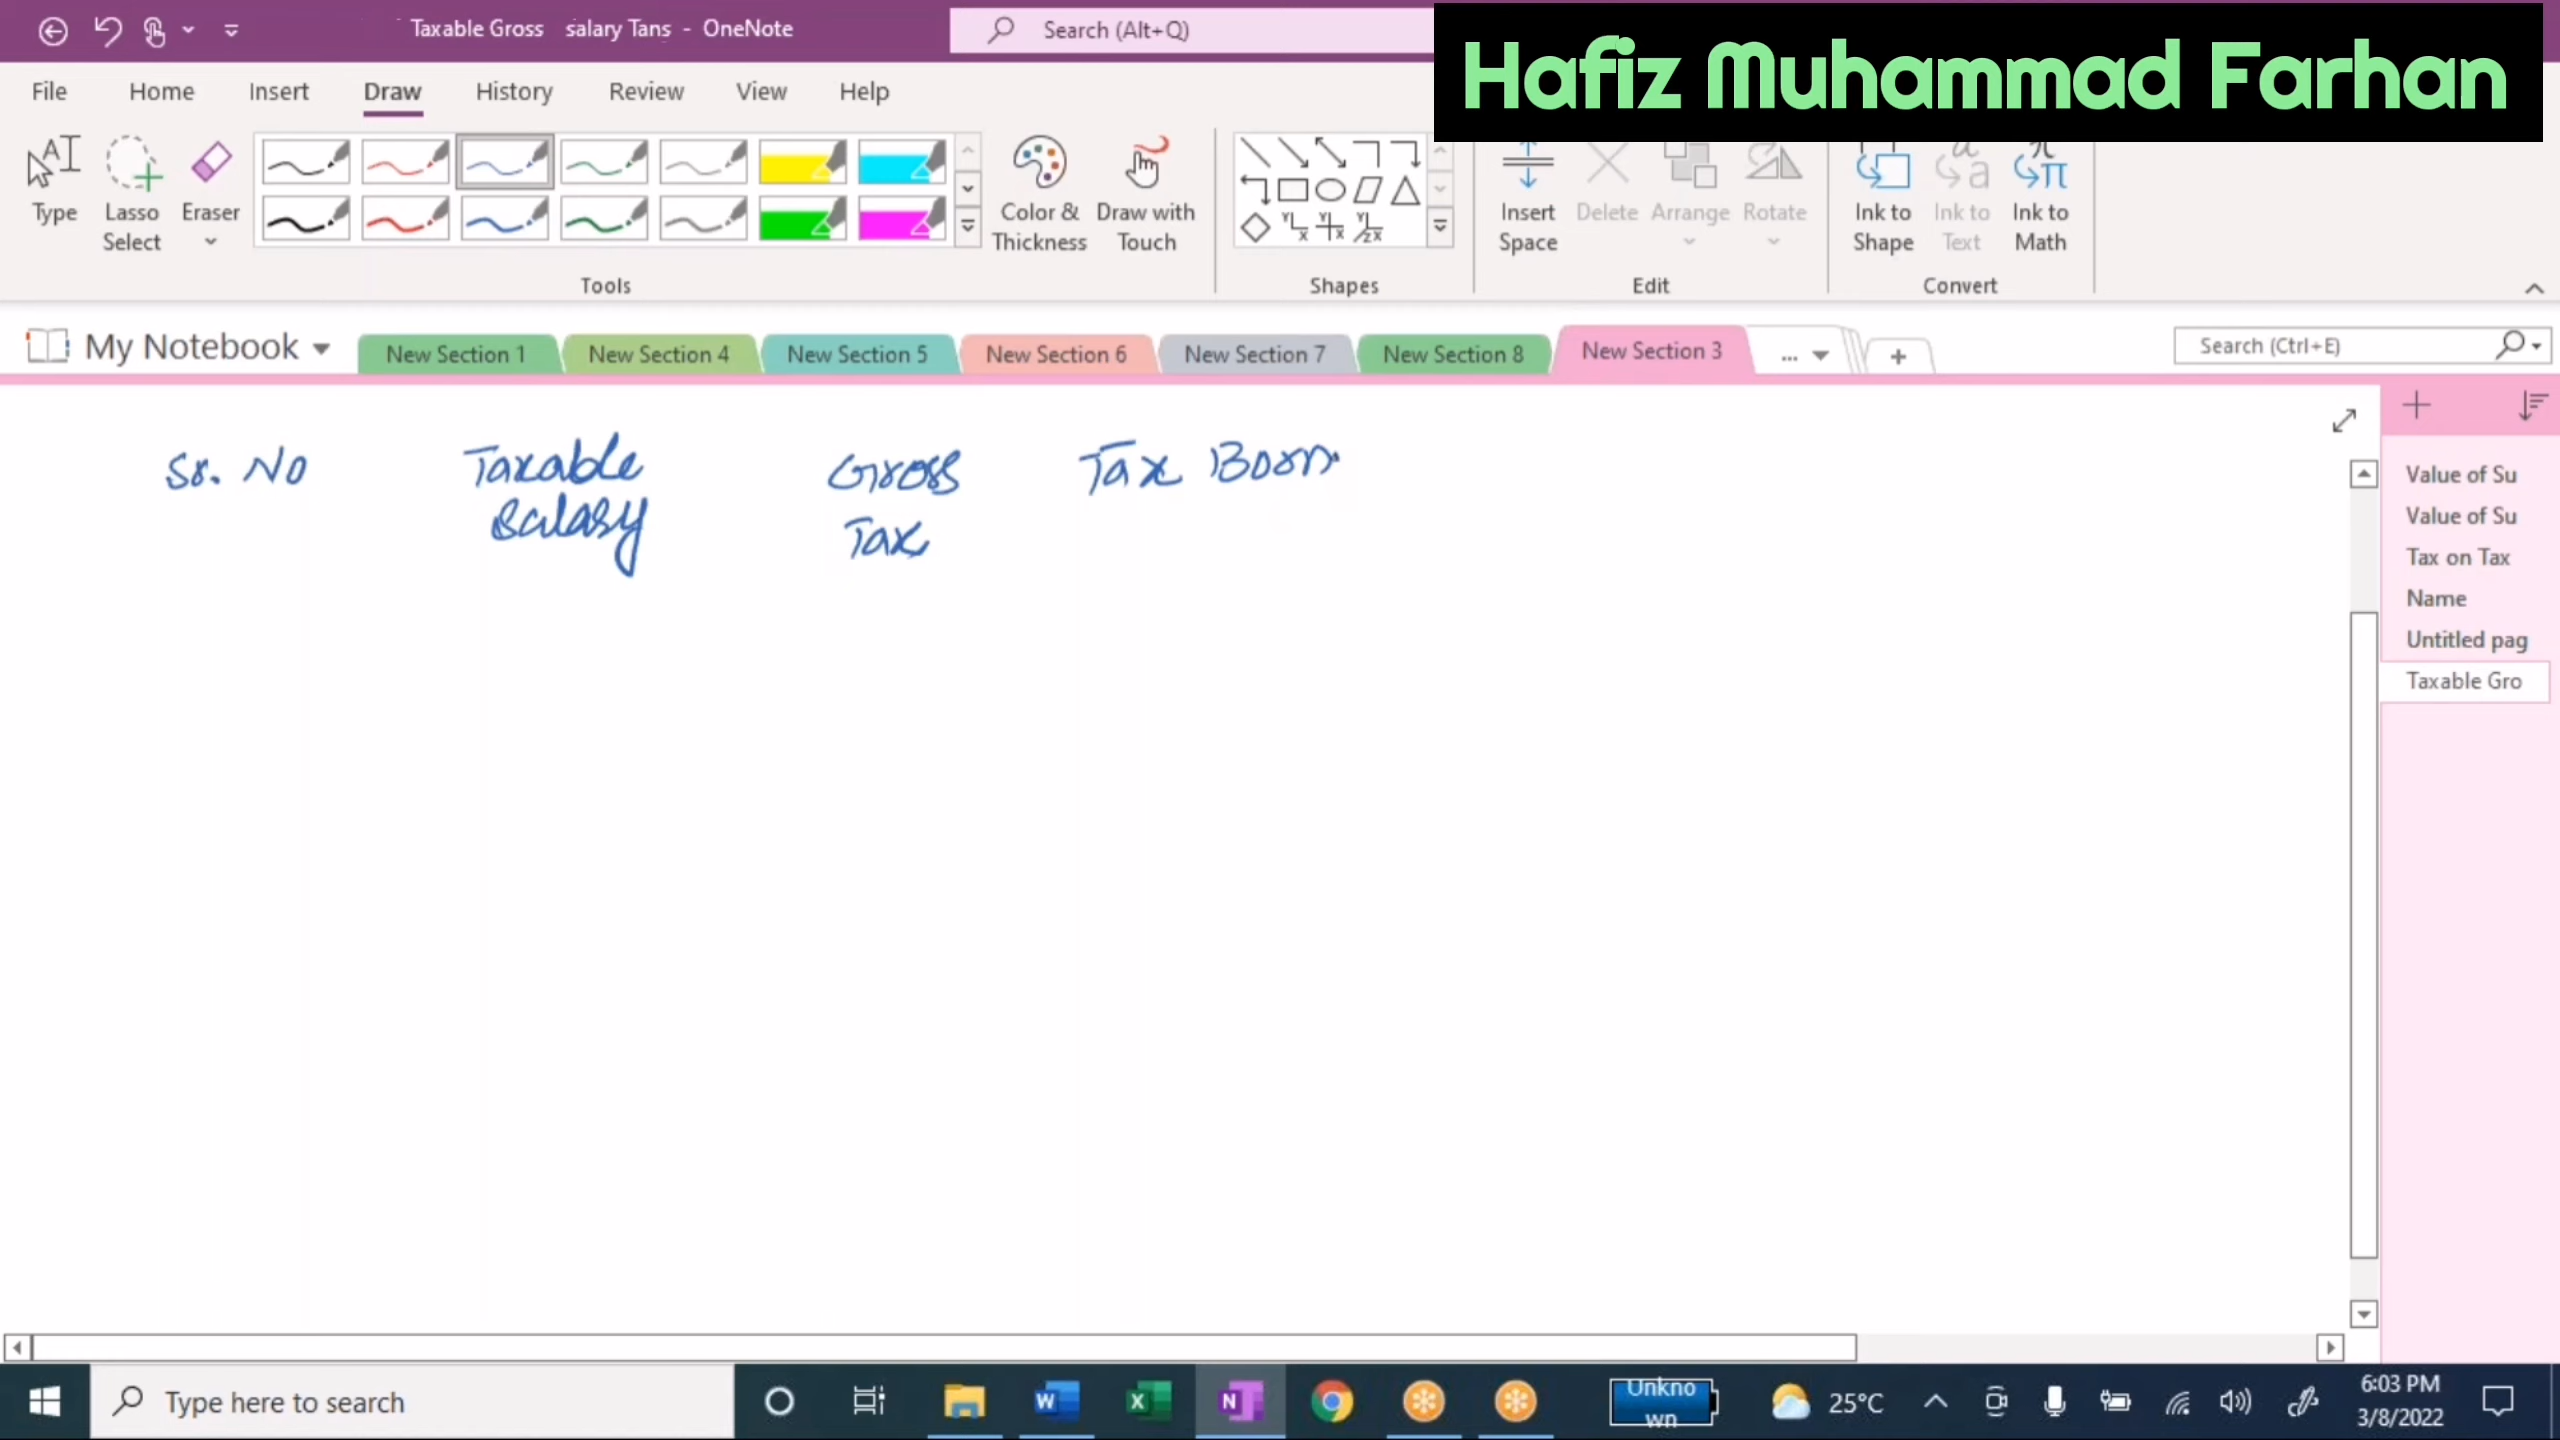 Taxable Gross salary Tans - OneNote
Search (Alt+Q)
Hafiz Muhammad Farhan
File Home Insert Draw History Review View Help
Type
Lasso Select
Eraser
Color & Thickness
Draw with Touch
Insert Space
Delete
Arrange
Rotate
Ink to Shape
Ink to Text
Ink to Math
Tools
Shapes
Edit
Convert
My Notebook
New Section 1
New Section 4
New Section 5
New Section 6
New Section 7
New Section 8
New Section 3
...
Search (Ctrl+E)
Sr. No
Taxable
salary
Gross
Tax
Tax Born
Value of Su
Value of Su
Tax on Tax
Name
Untitled pag
Taxable Gro
Type here to search
Unkno
wn
25°C
6:03 PM
3/8/2022